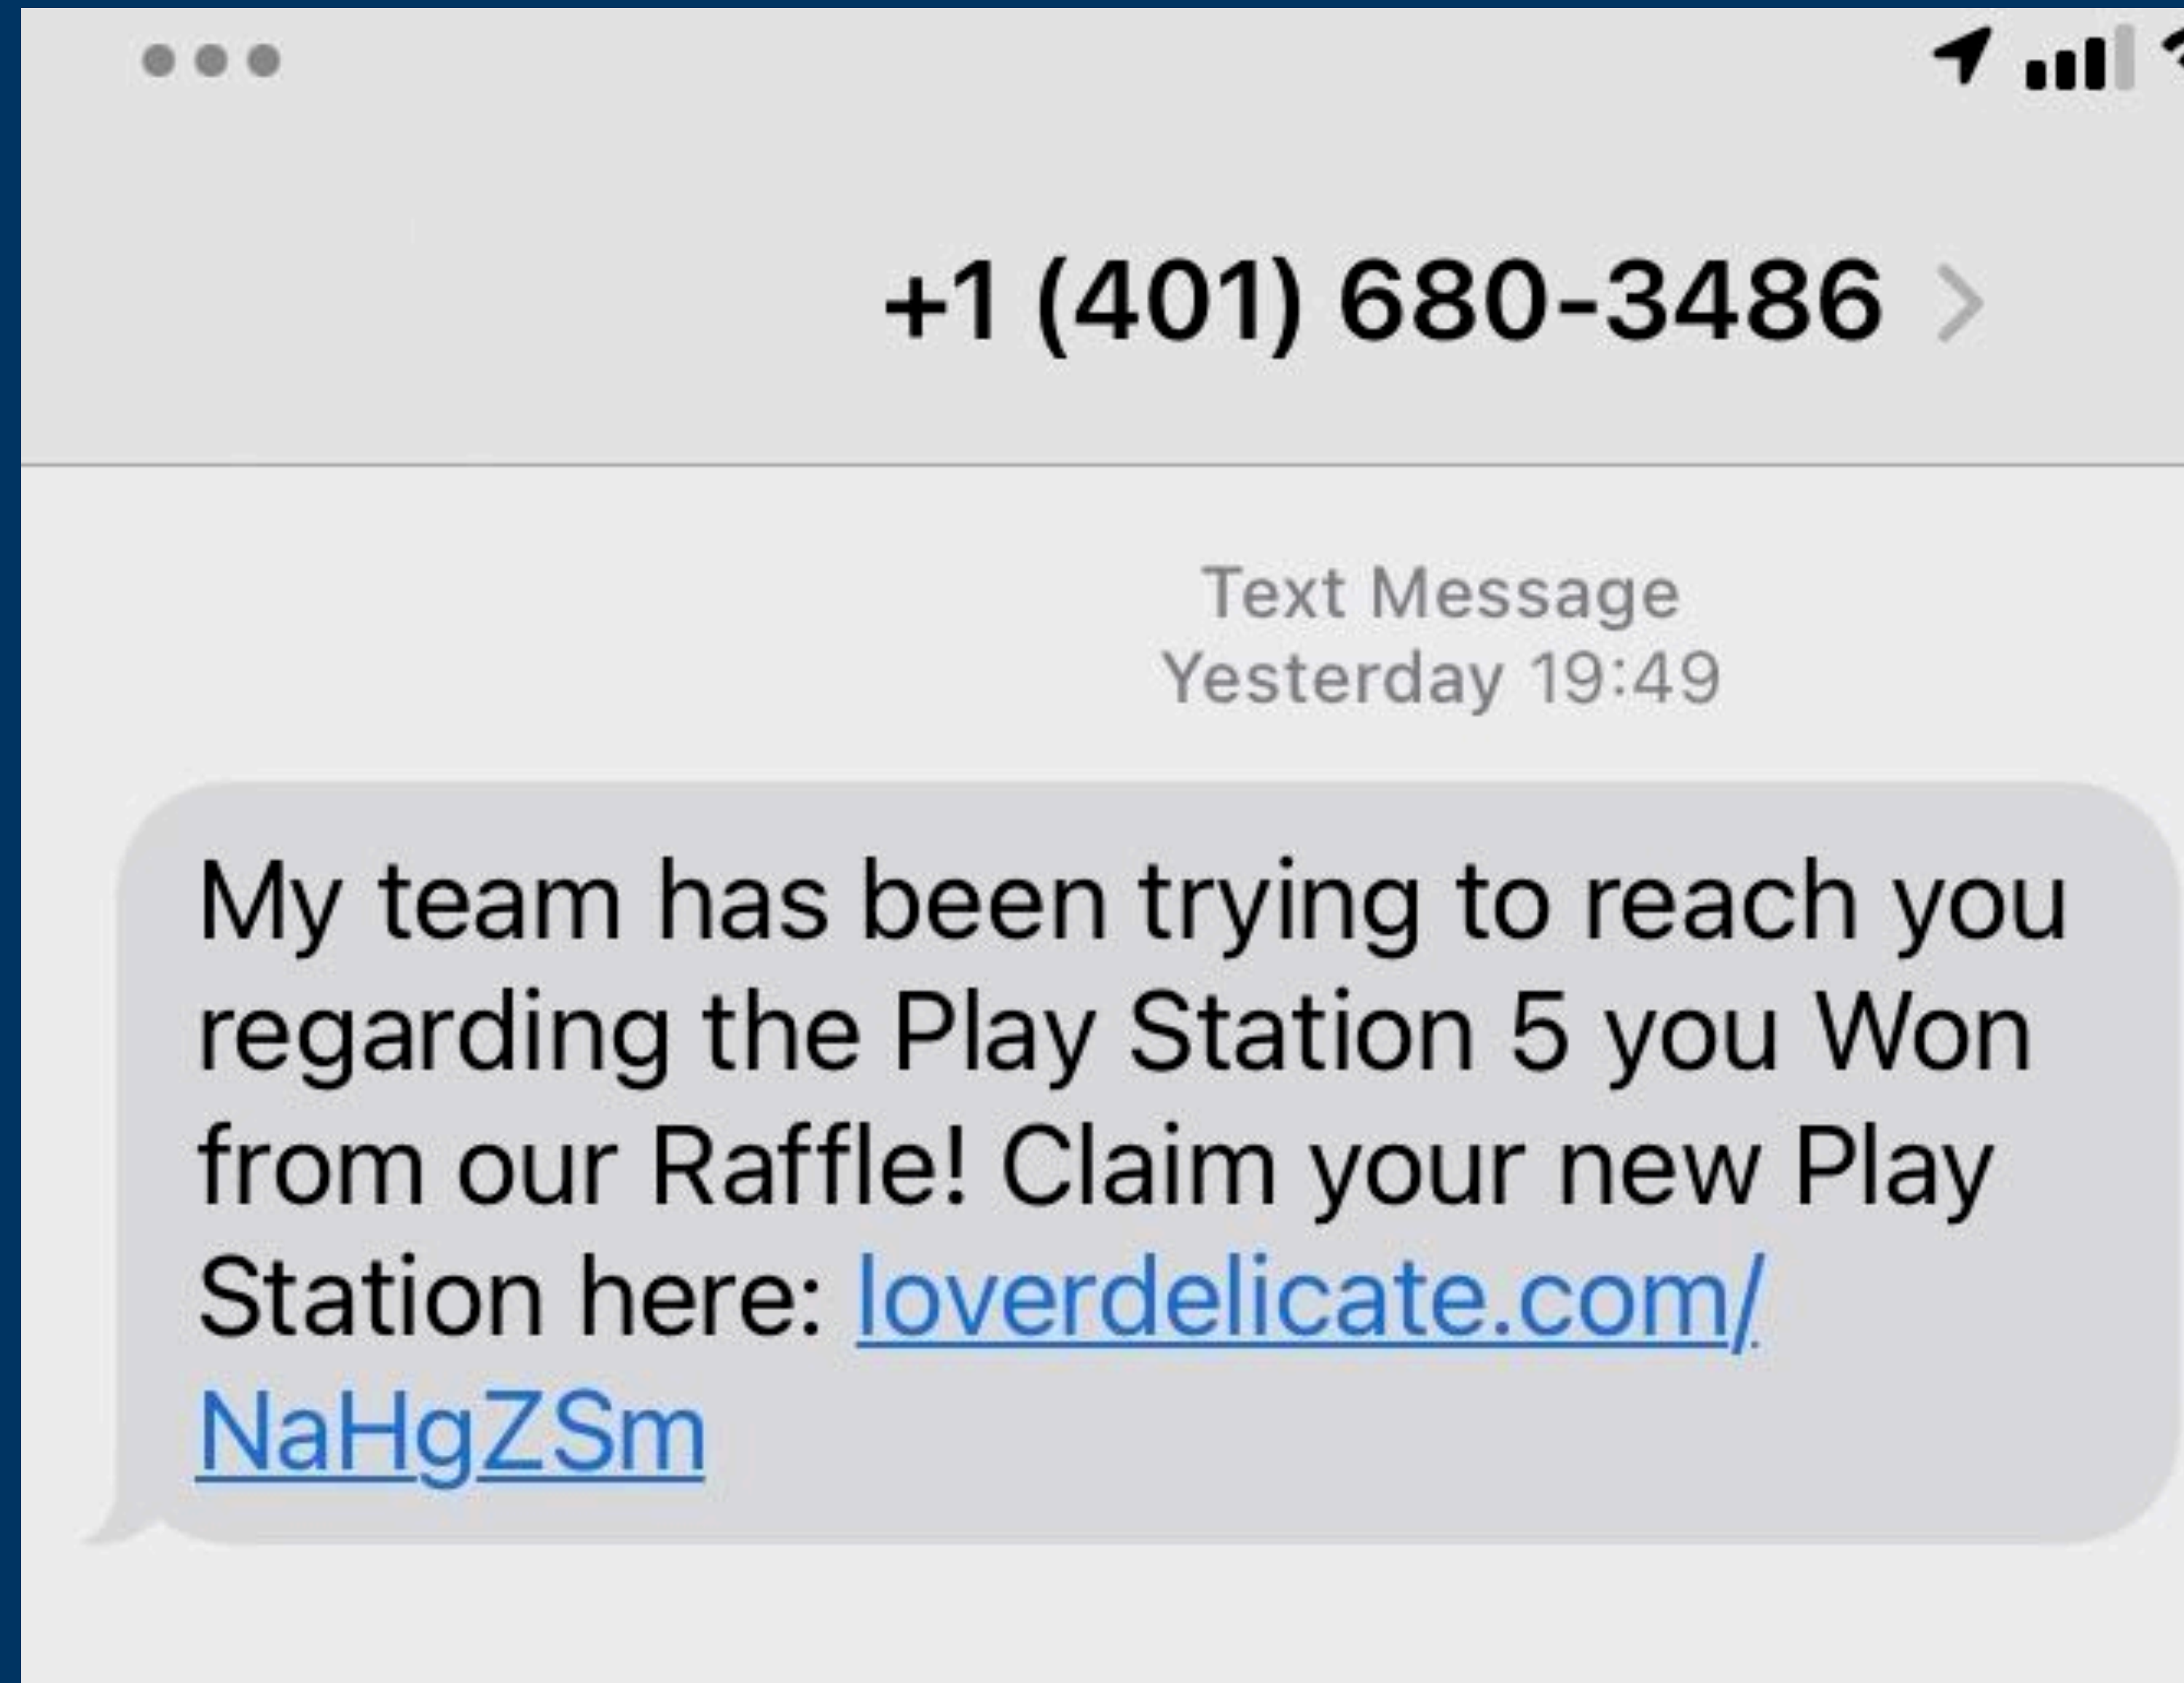 +1 (401) 680-3486
Text Message
Yesterday 19:49
My team has been trying to reach you
regarding the Play Station 5 you Won
from our Raffle! Claim your new Play
Station here: loverdelicate.com/
NaHgZSm